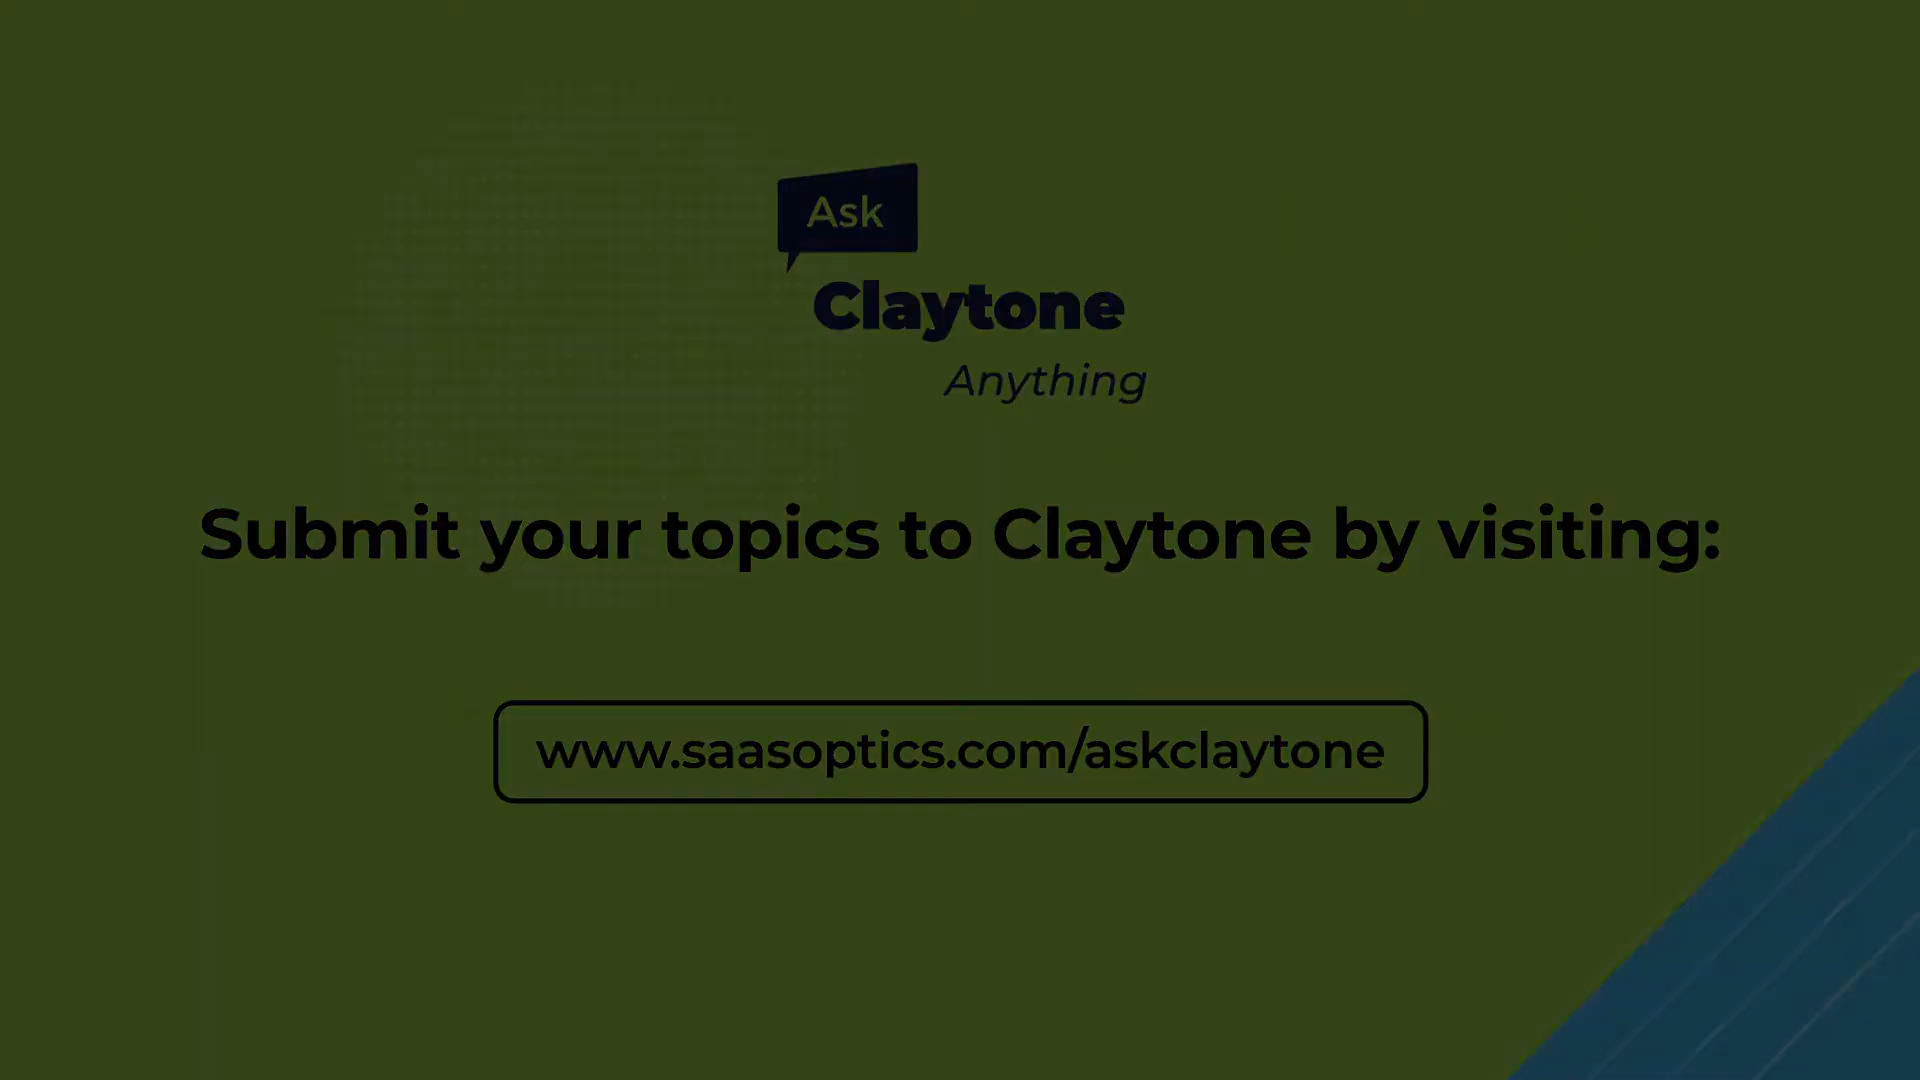 Ask
Claytone
Anything
Submit your topics to Claytone by visiting:
www.saasoptics.com/askclaytone